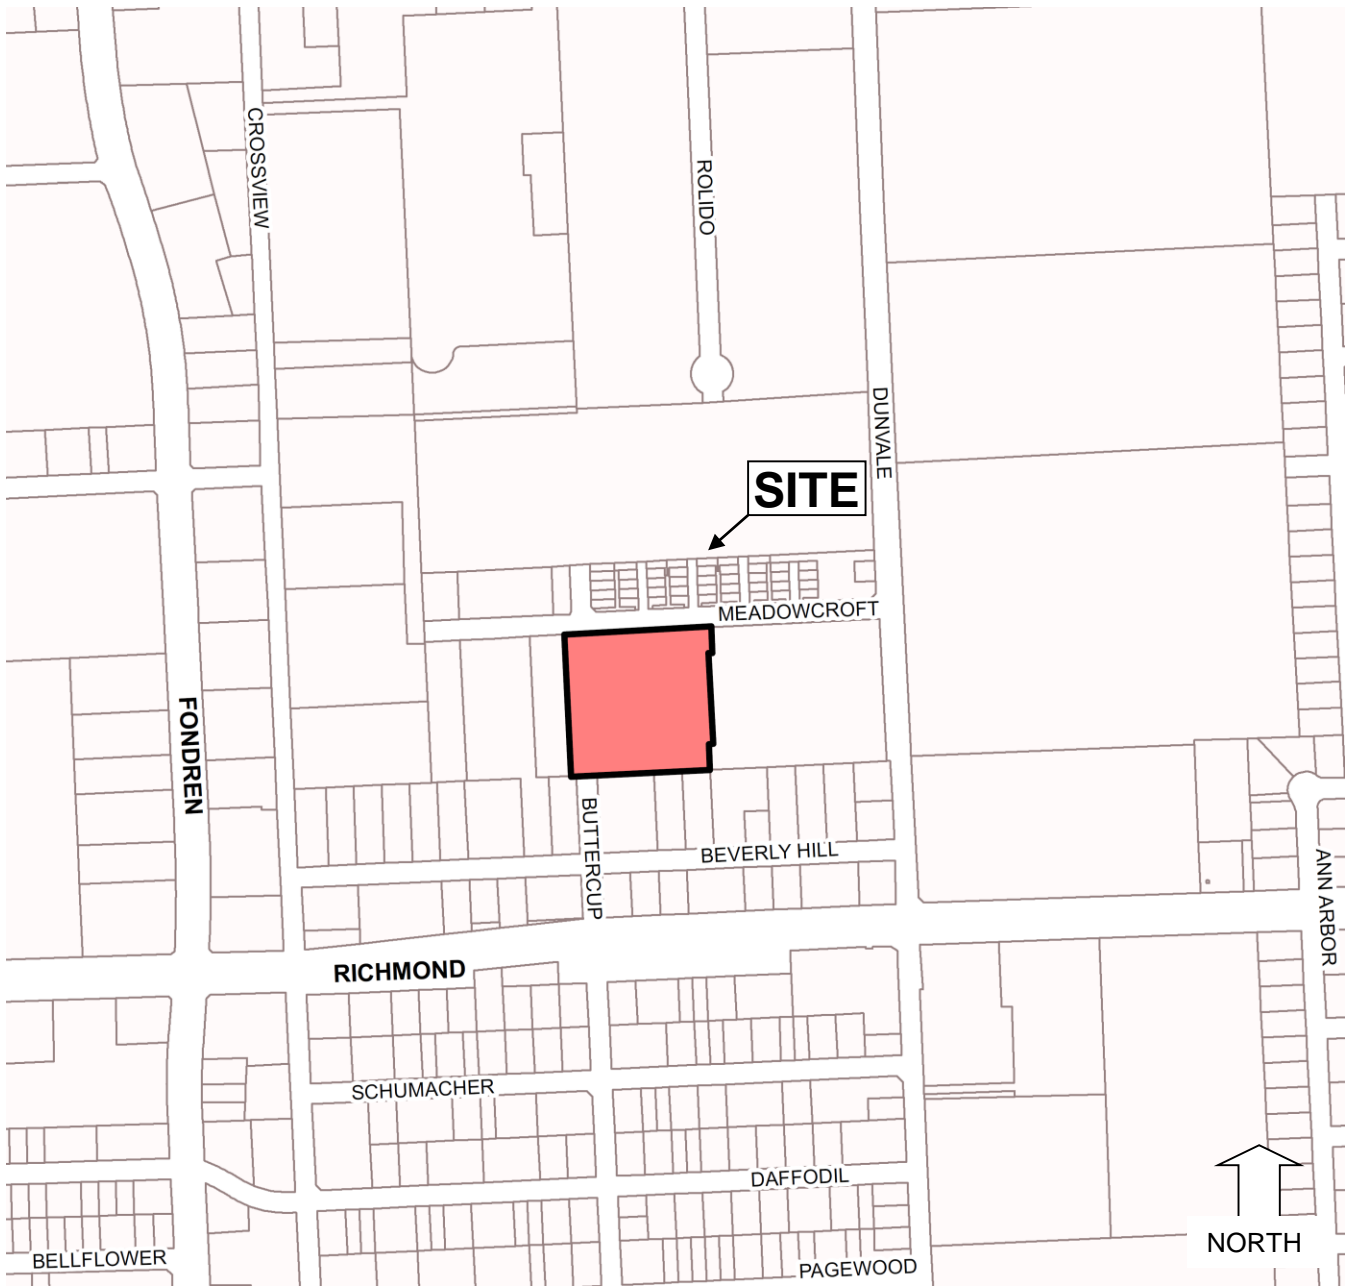 CROSSVIEW
ROLIDO
DUNVALE
SITE
MEADOWCROFT
FONDREN
BUTTERCUP
BEVERLY HILL
ANN ARBOR
RICHMOND
SCHUMACHER
DAFFODIL
NORTH
BELLFLOWER
PAGEWOOD